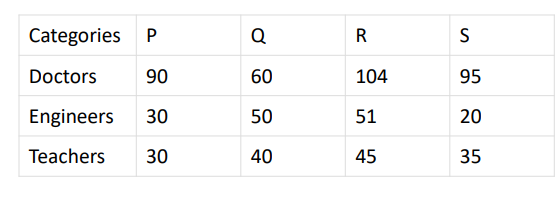 Categories P Q R S
Doctors 90 60 104 95
Engineers 30 50 51 20
Teachers 30 40 45 35